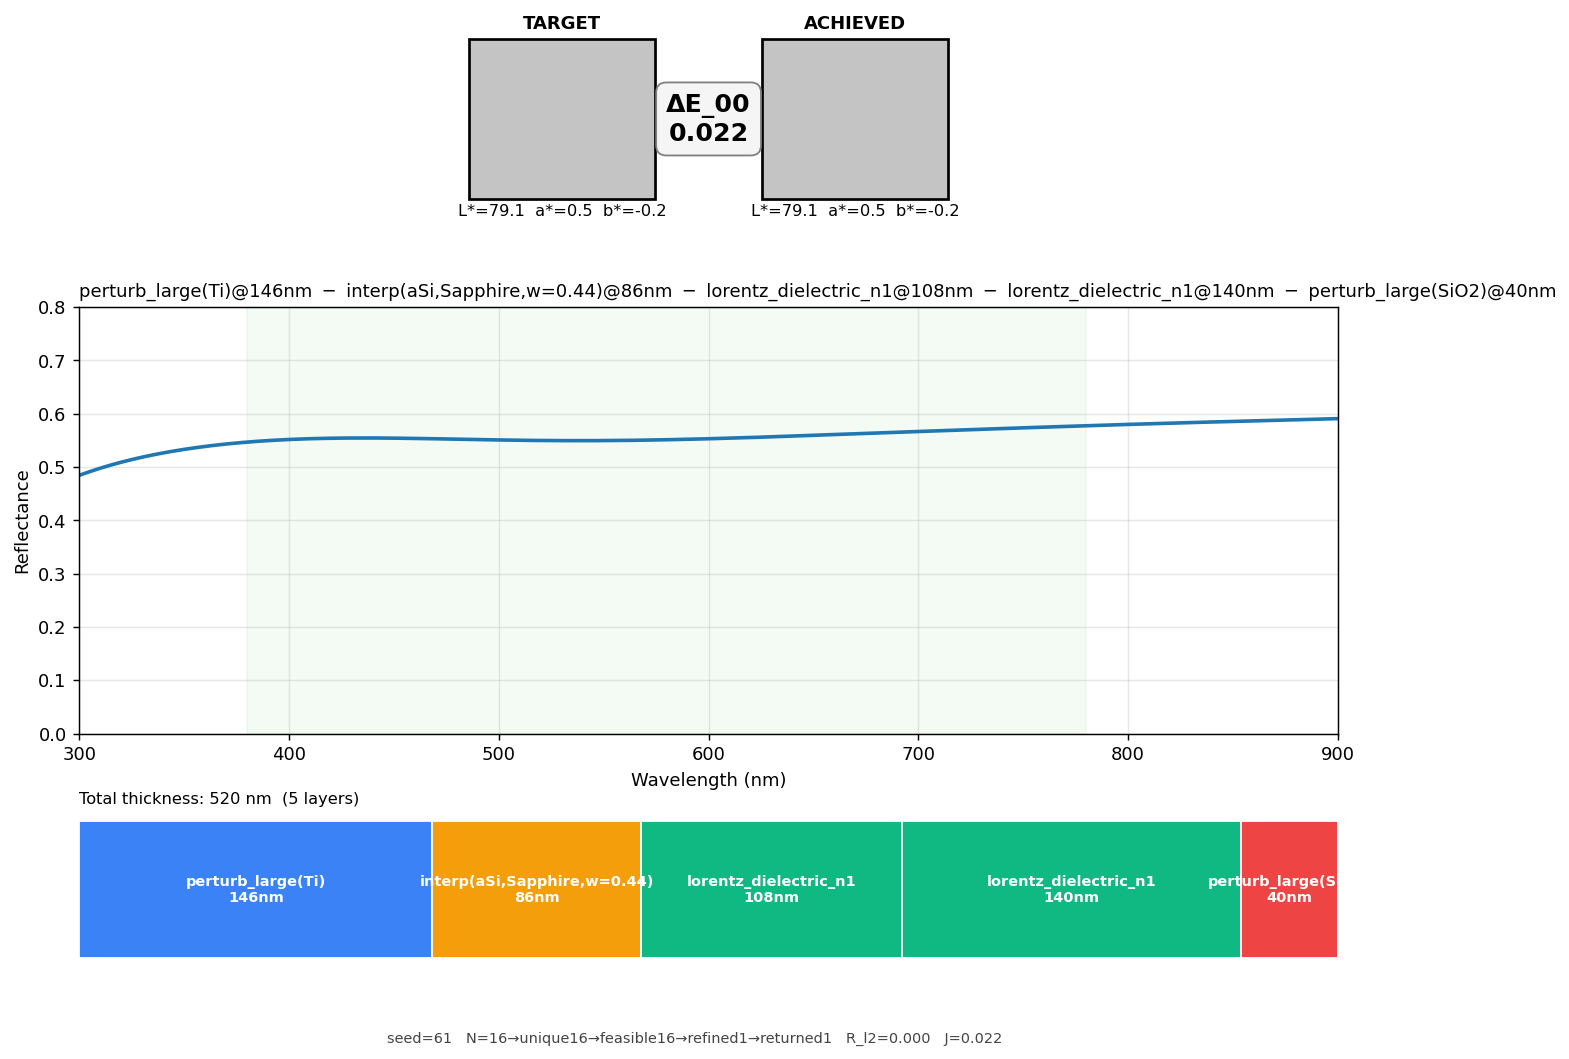 TARGET
ACHIEVED
ΔE_00
0.022
L*=79.1 a*=0.5 b*=-0.2
L*=79.1 a*=0.5 b*=-0.2
perturb_large(Ti)@146nm − interp(aSi,Sapphire,w=0.44)@86nm − lorentz_dielectric_n1@108nm − lorentz_dielectric_n1@140nm − perturb_large(SiO2)@40nm
0.8
0.7
0.6
0.5
0.4
0.3
0.2
0.1
0.0
Reflectance
300 400 500 600 700 800 900
Wavelength (nm)
Total thickness: 520 nm (5 layers)
perturb_large(Ti)
146nm
interp(aSi,Sapphire,w=0.44)
86nm
lorentz_dielectric_n1
108nm
lorentz_dielectric_n1
140nm
perturb_large(S
40nm
seed=61 N=16→unique16→feasible16→refined1→returned1 R_l2=0.000 J=0.022